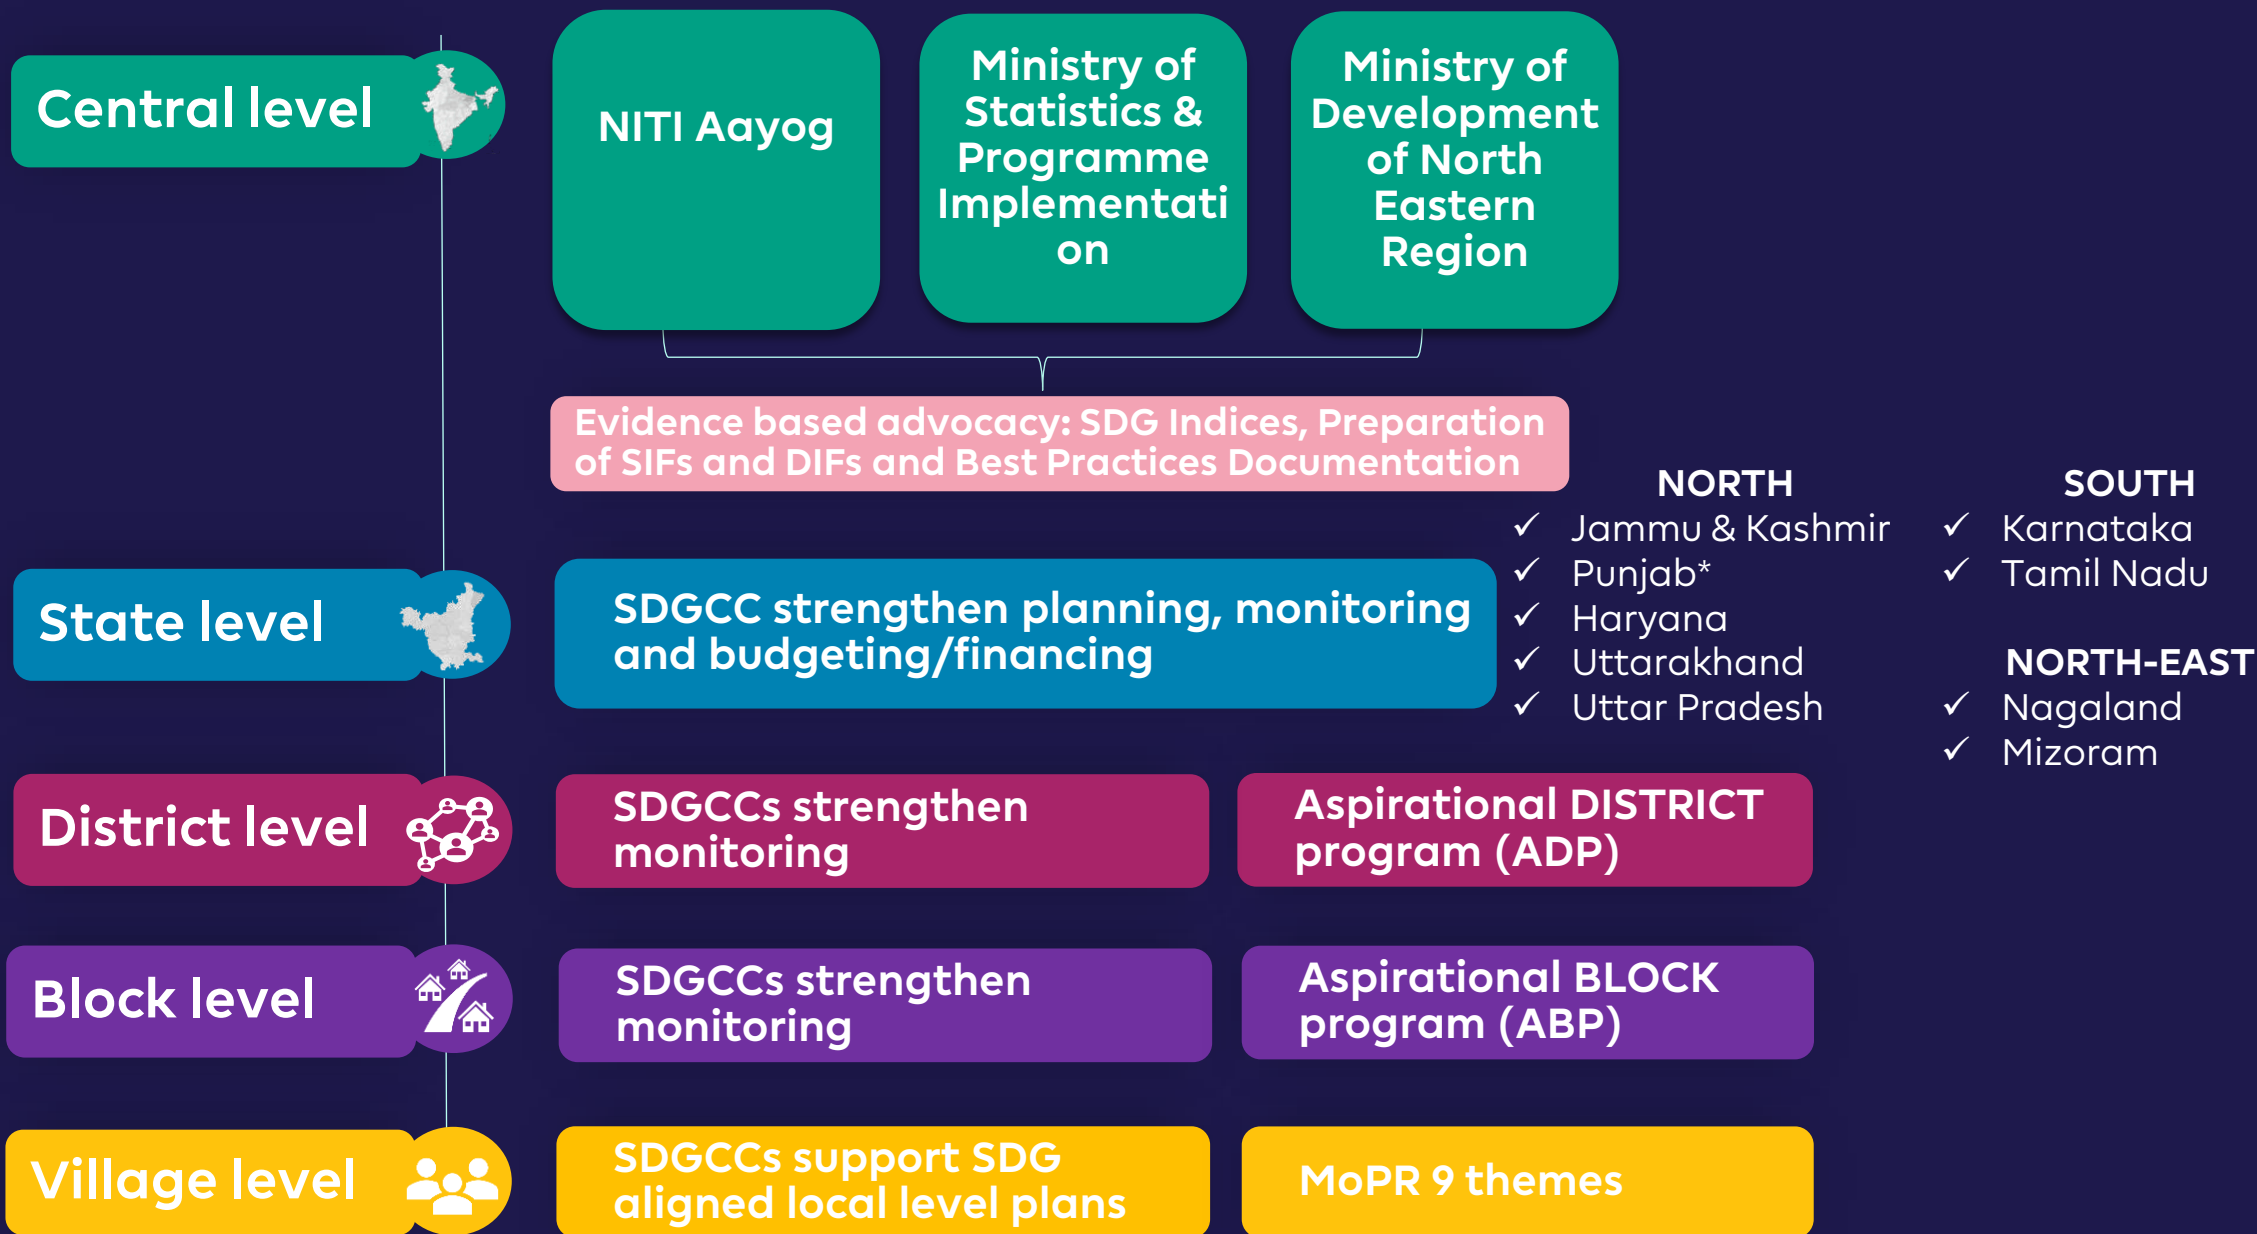 Central level
NITI Aayog
Ministry of
Statistics &
Programme
Implementati
on
Ministry of
Development
of North
Eastern
Region
Evidence based advocacy: SDG Indices, Preparation
of SIFs and DIFs and Best Practices Documentation
State level
SDGCC strengthen planning, monitoring
and budgeting/financing
NORTH
✓ Jammu & Kashmir
✓ Punjab*
✓ Haryana
✓ Uttarakhand
✓ Uttar Pradesh
SOUTH
✓ Karnataka
✓ Tamil Nadu
NORTH-EAST
✓ Nagaland
✓ Mizoram
District level
SDGCCs strengthen
monitoring
Aspirational DISTRICT
program (ADP)
Block level
SDGCCs strengthen
monitoring
Aspirational BLOCK
program (ABP)
Village level
SDGCCs support SDG
aligned local level plans
MoPR 9 themes